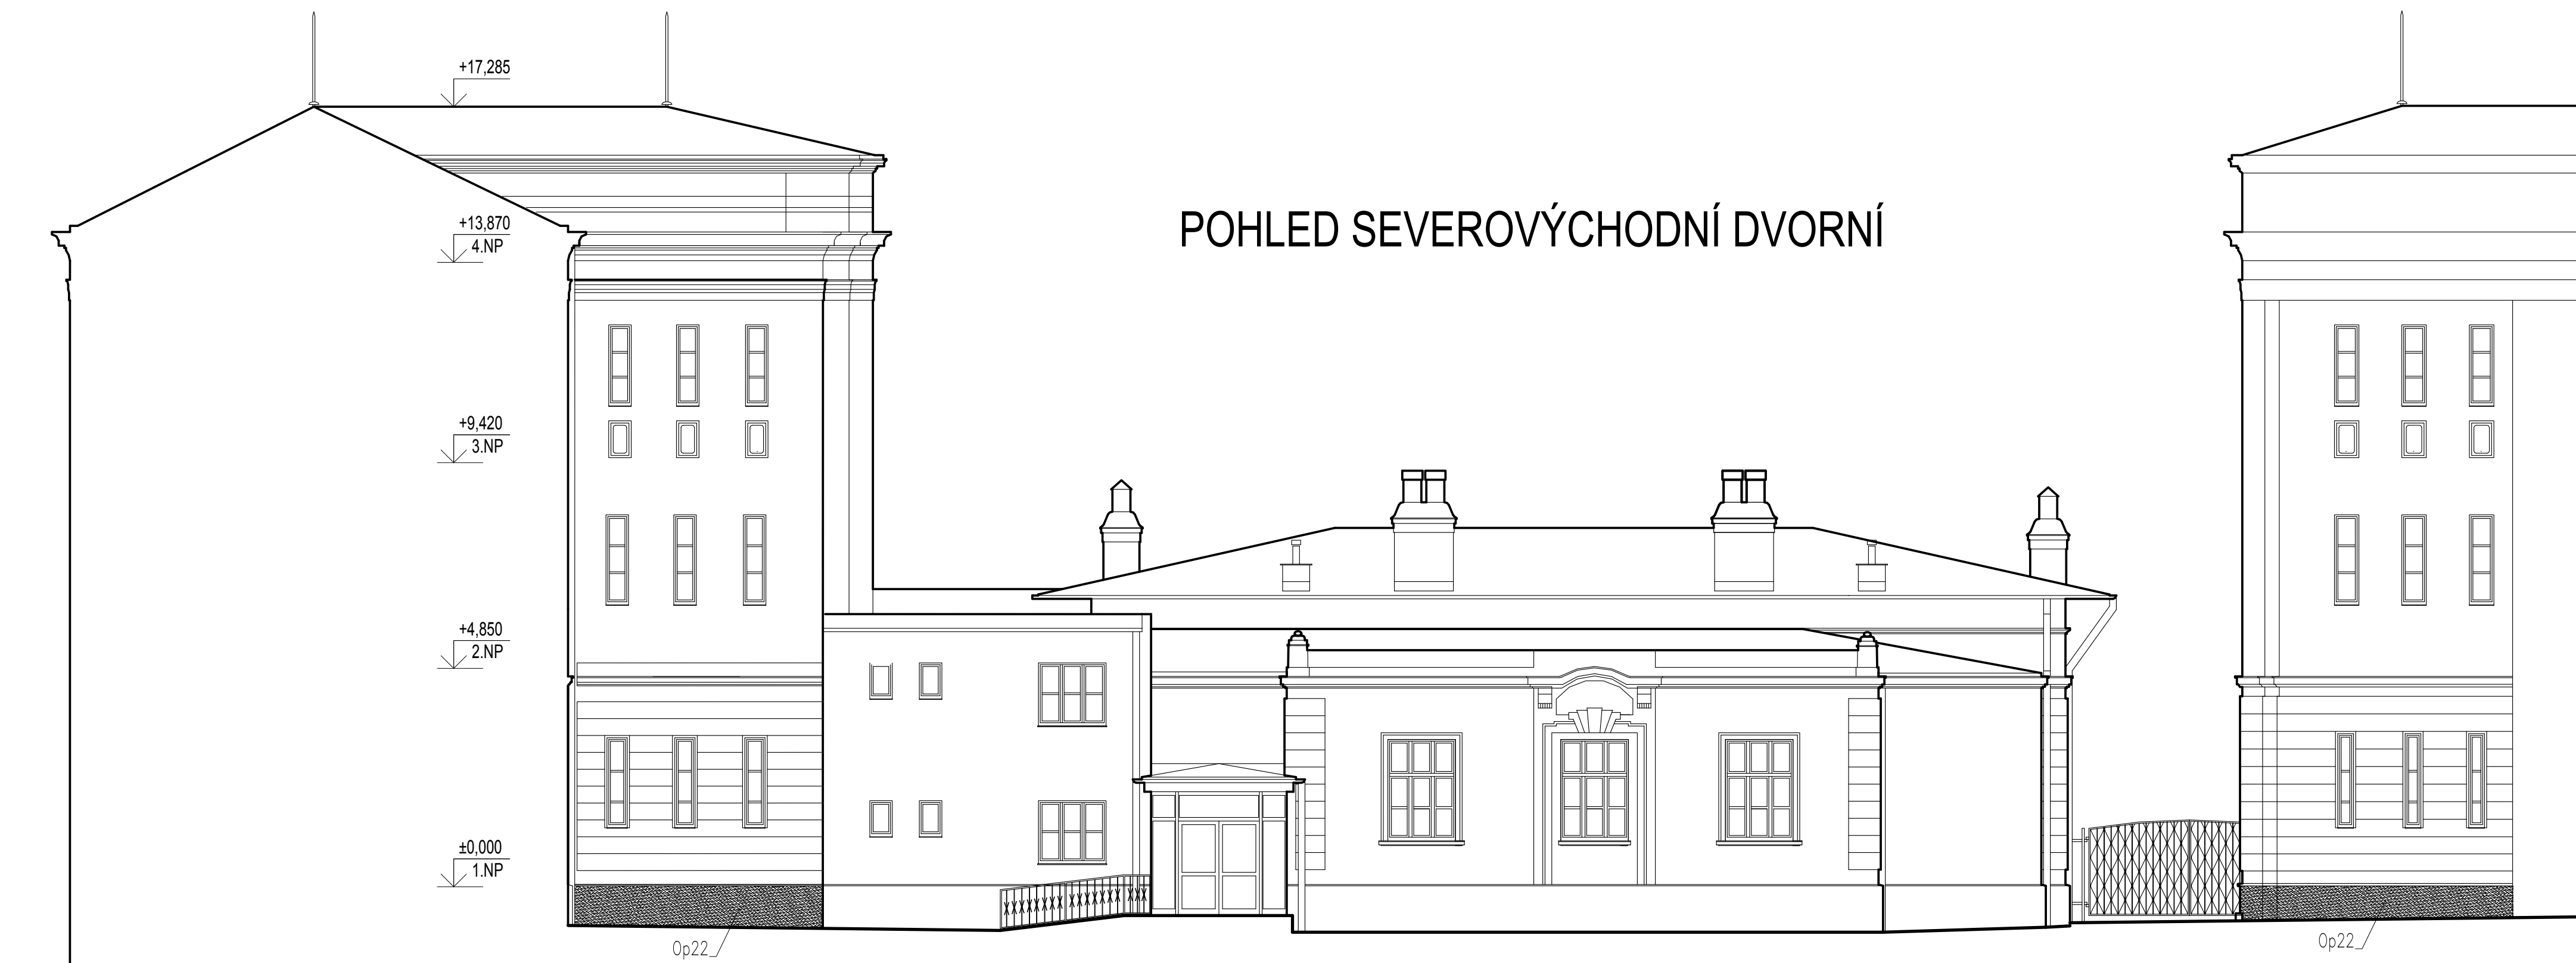 +17,285
POHLED SEVEROVÝCHODNÍ DVORNÍ
+13,870
4.NP
+9,420
3.NP
+4,850
2.NP
±0,000
1.NP
Op22
Op22